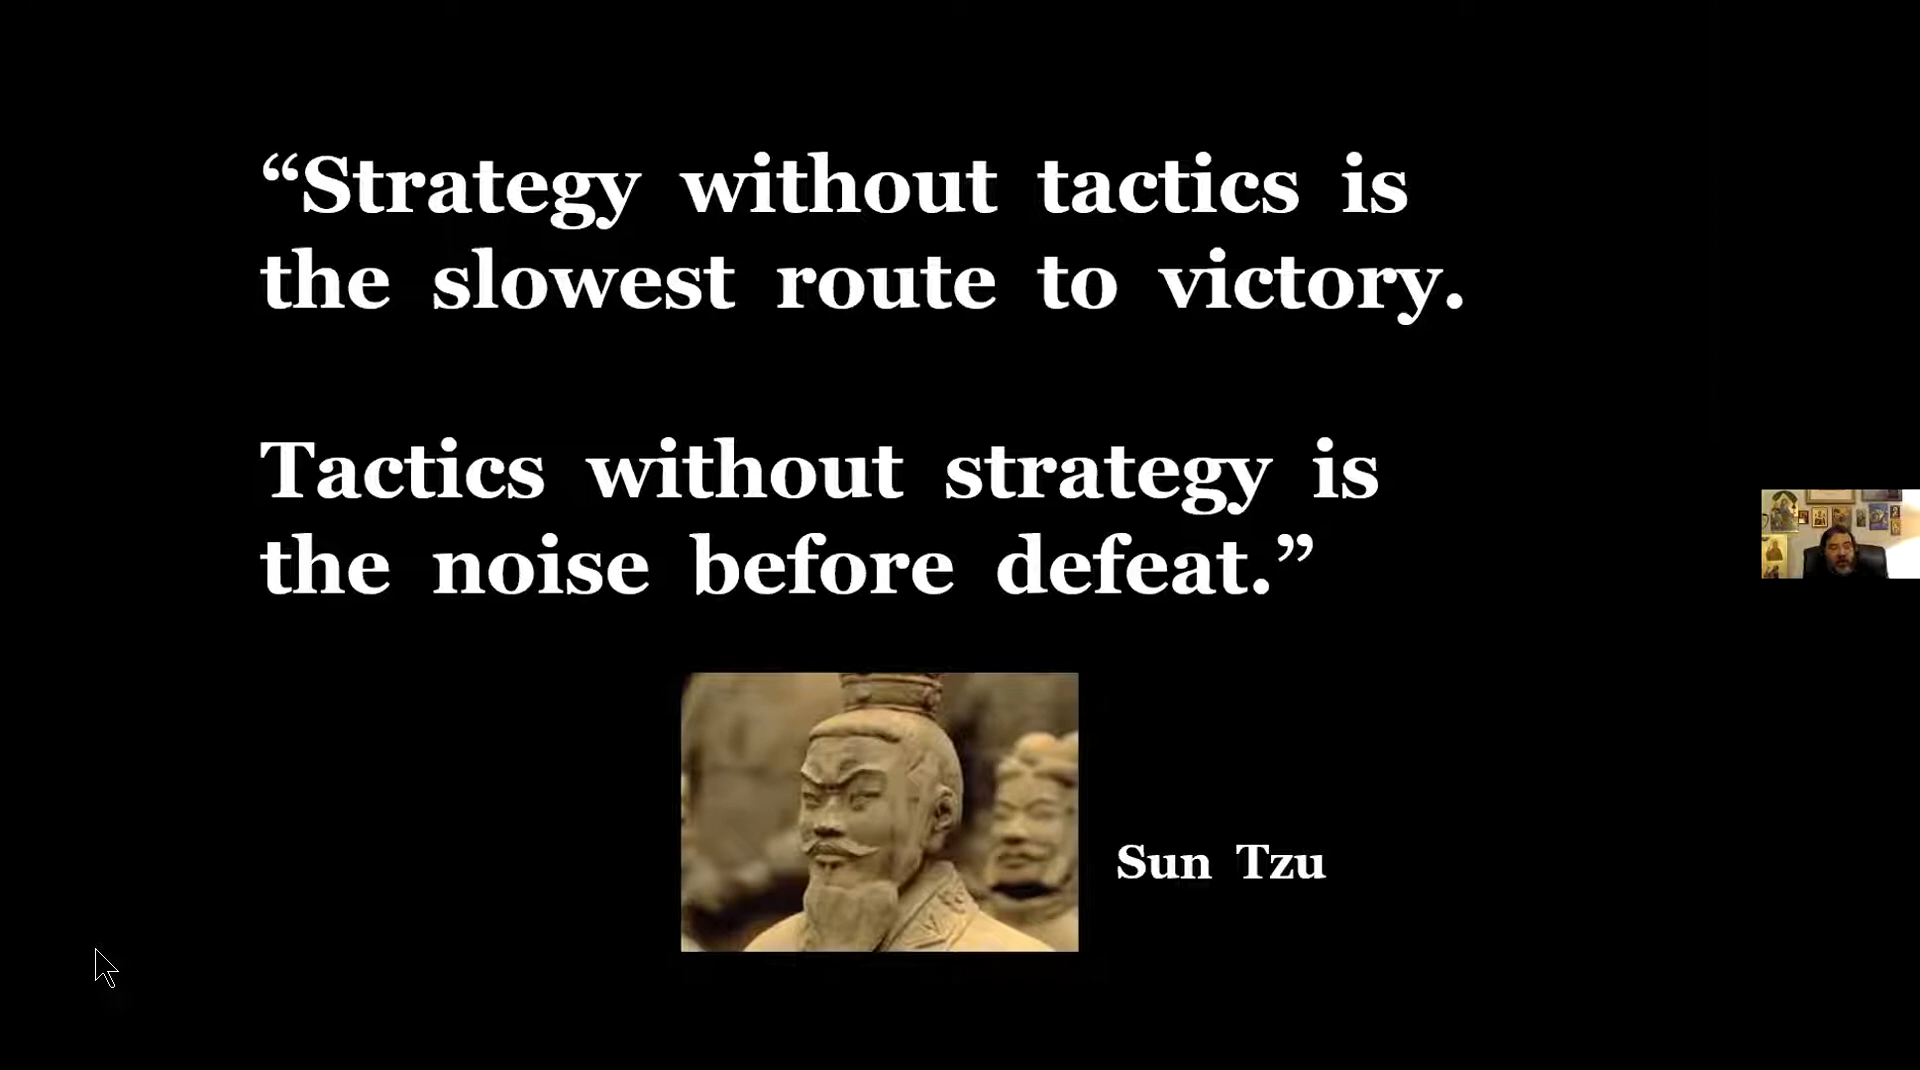 “Strategy without tactics is
the slowest route to victory.
Tactics without strategy is
the noise before defeat.”
Sun Tzu